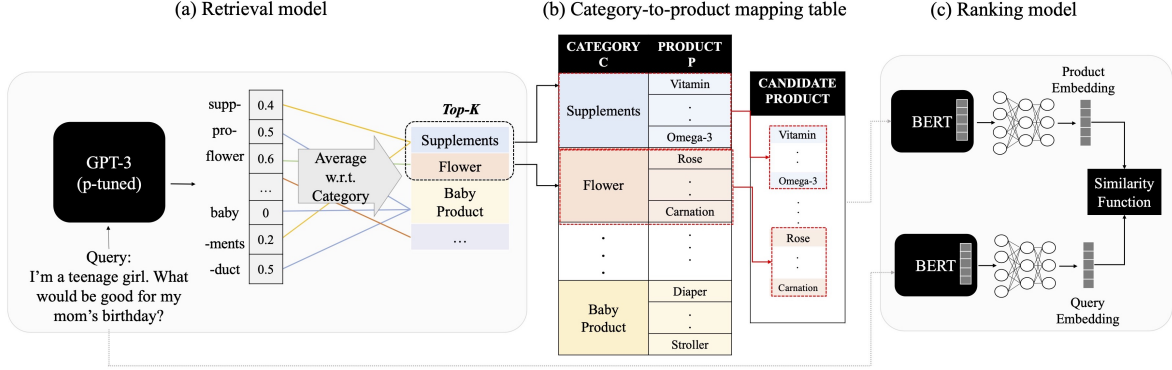 (a) Retrieval model
(b) Category-to-product mapping table
(c) Ranking model
GPT-3
(p-tuned)
Query:
I'm a teenage girl. What
would be good for my
mom's birthday?
supp-
0.4
pro-
0.5
flower
0.6
...
baby
0
-ments
0.2
-duct
0.5
Average
w.r.t.
Category
Top-K
Supplements
Flower
Baby
Product
...
CATEGORY
C
PRODUCT
P
Supplements
Vitamin
.
.
Omega-3
Flower
Rose
.
.
Carnation
.
.
.
.
.
.
Baby
Product
Diaper
.
.
Stroller
CANDIDATE
PRODUCT
Vitamin
.
.
.
Omega-3
.
.
.
.
Rose
.
.
.
Carnation
BERT
Product
Embedding
Similarity
Function
BERT
Query
Embedding